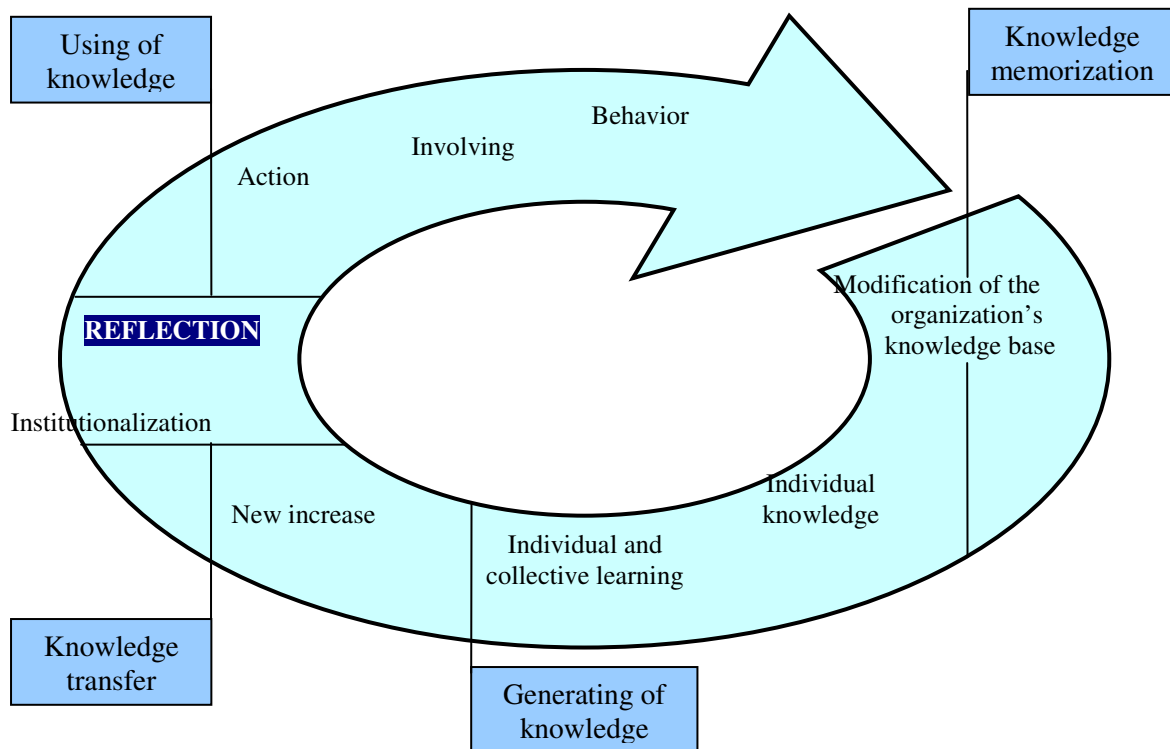 Using of
knowledge
Knowledge
memorization
Behavior
Involving
Action
Modification of the
organization's
knowledge base
REFLECTION
Institutionalization
Individual
knowledge
New increase
Individual and
collective learning
Knowledge
transfer
Generating of
knowledge